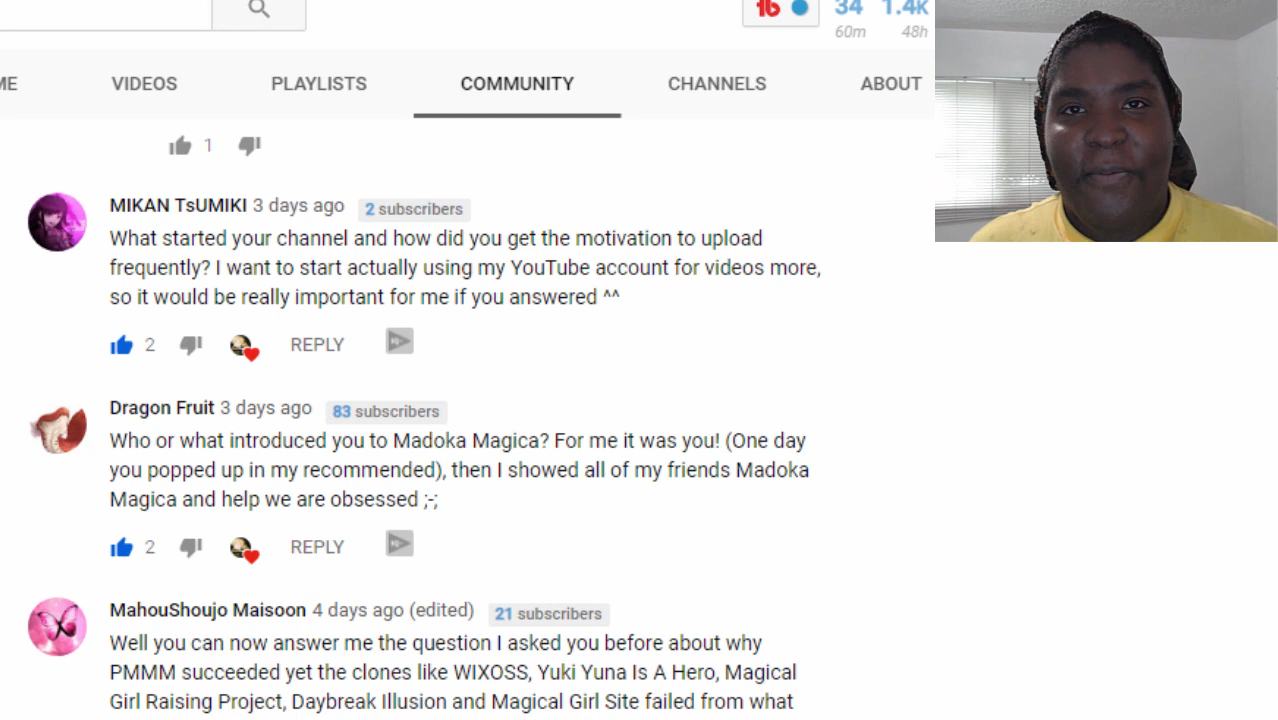 34 1.4K
60m 48h
ME VIDEOS PLAYLISTS COMMUNITY CHANNELS ABOUT
1
MIKAN TsUMIKI 3 days ago 2 subscribers
What started your channel and how did you get the motivation to upload
frequently? I want to start actually using my YouTube account for videos more,
so it would be really important for me if you answered ^^
2 REPLY
Dragon Fruit 3 days ago 83 subscribers
Who or what introduced you to Madoka Magica? For me it was you! (One day
you popped up in my recommended), then I showed all of my friends Madoka
Magica and help we are obsessed ;-;
2 REPLY
MahouShoujo Maisoon 4 days ago (edited) 21 subscribers
Well you can now answer me the question I asked you before about why
PMMM succeeded yet the clones like WIXOSS, Yuki Yuna Is A Hero, Magical
Girl Raising Project, Daybreak Illusion and Magical Girl Site failed from what